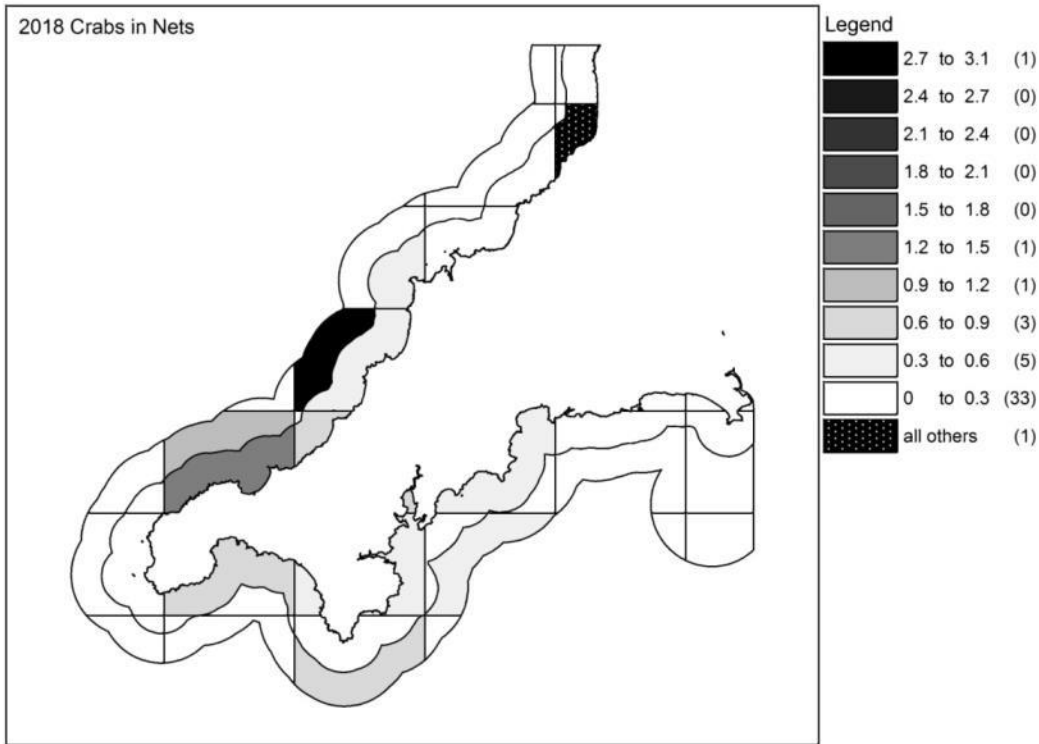 2018 Crabs in Nets
Legend
2.7 to 3.1 (1)
2.4 to 2.7 (0)
2.1 to 2.4 (0)
1.8 to 2.1 (0)
1.5 to 1.8 (0)
1.2 to 1.5 (1)
0.9 to 1.2 (1)
0.6 to 0.9 (3)
0.3 to 0.6 (5)
0 to 0.3 (33)
all others (1)